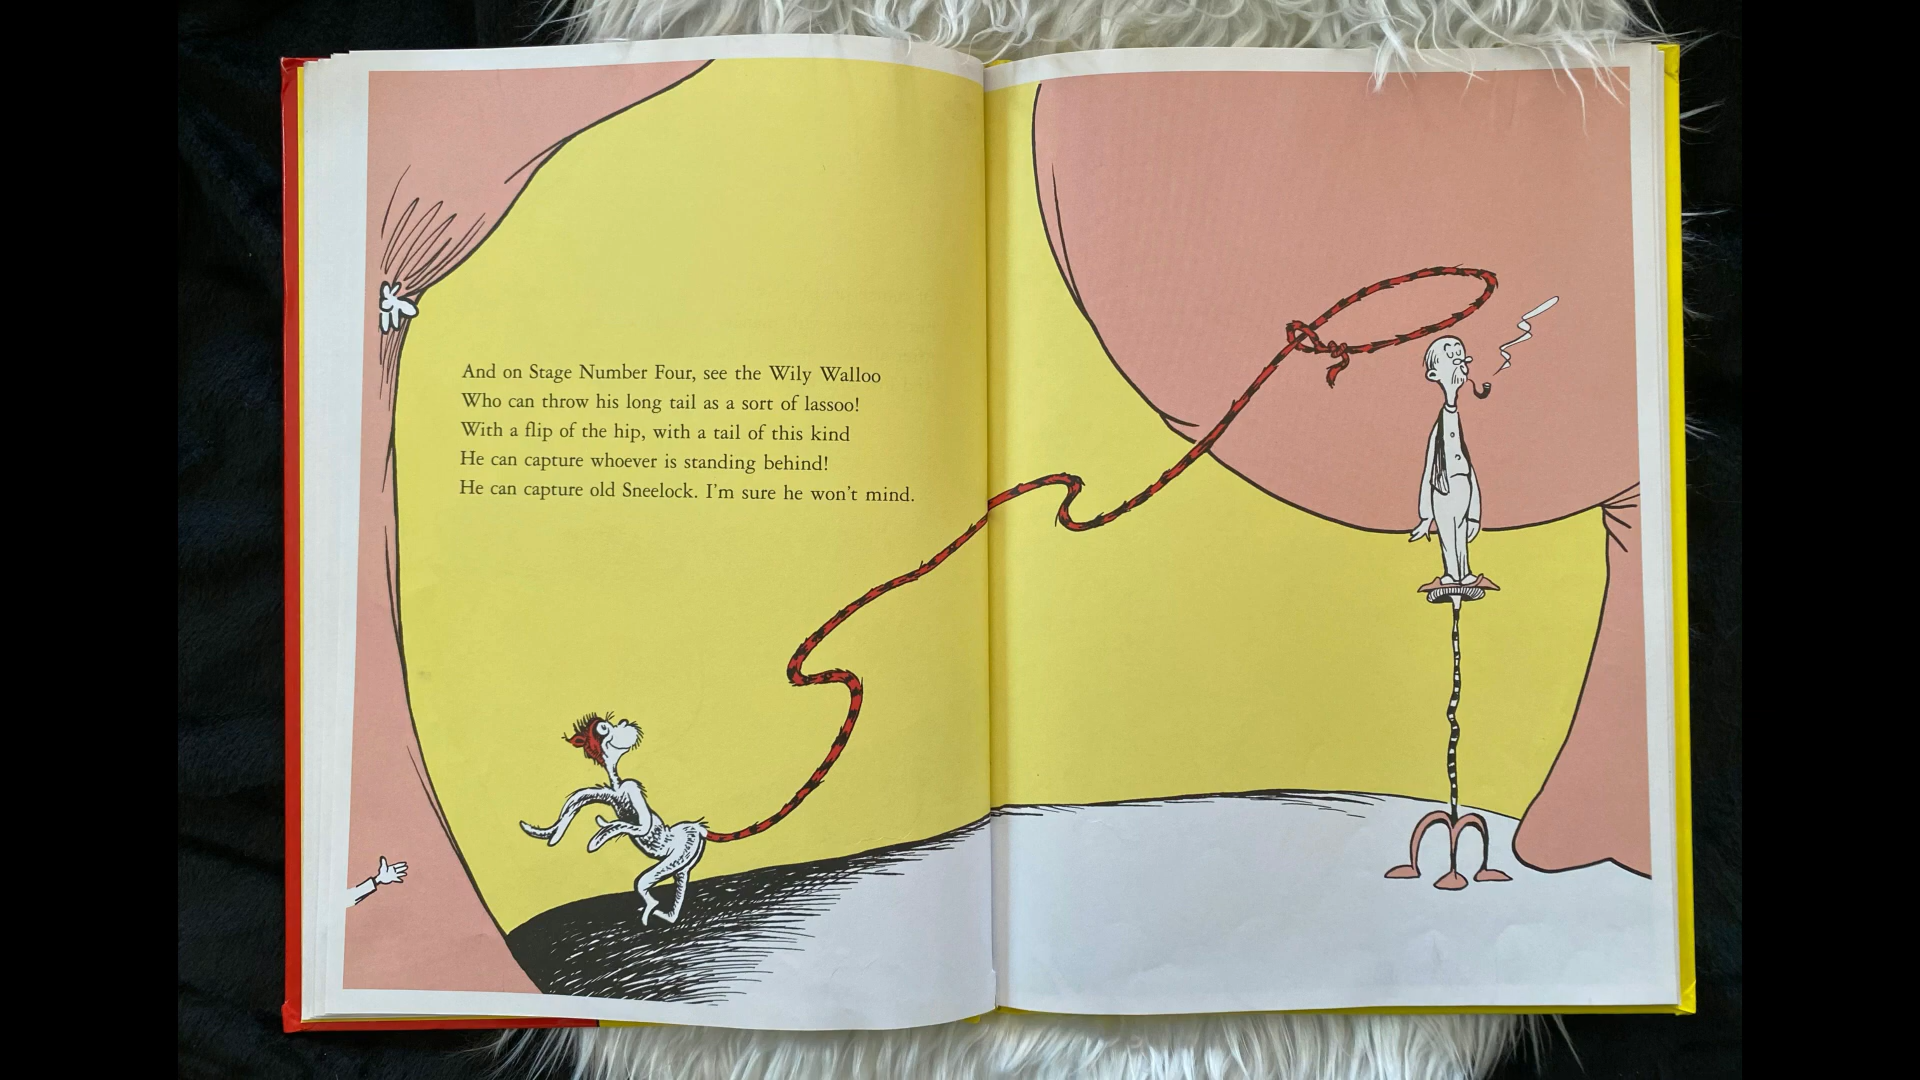 And on Stage Number Four, see the Wily Walloo
Who can throw his long tail as a sort of lassoo!
With a flip of the hip, with a tail of this kind
He can capture whoever is standing behind!
He can capture old Sneelock. I'm sure he won't mind.